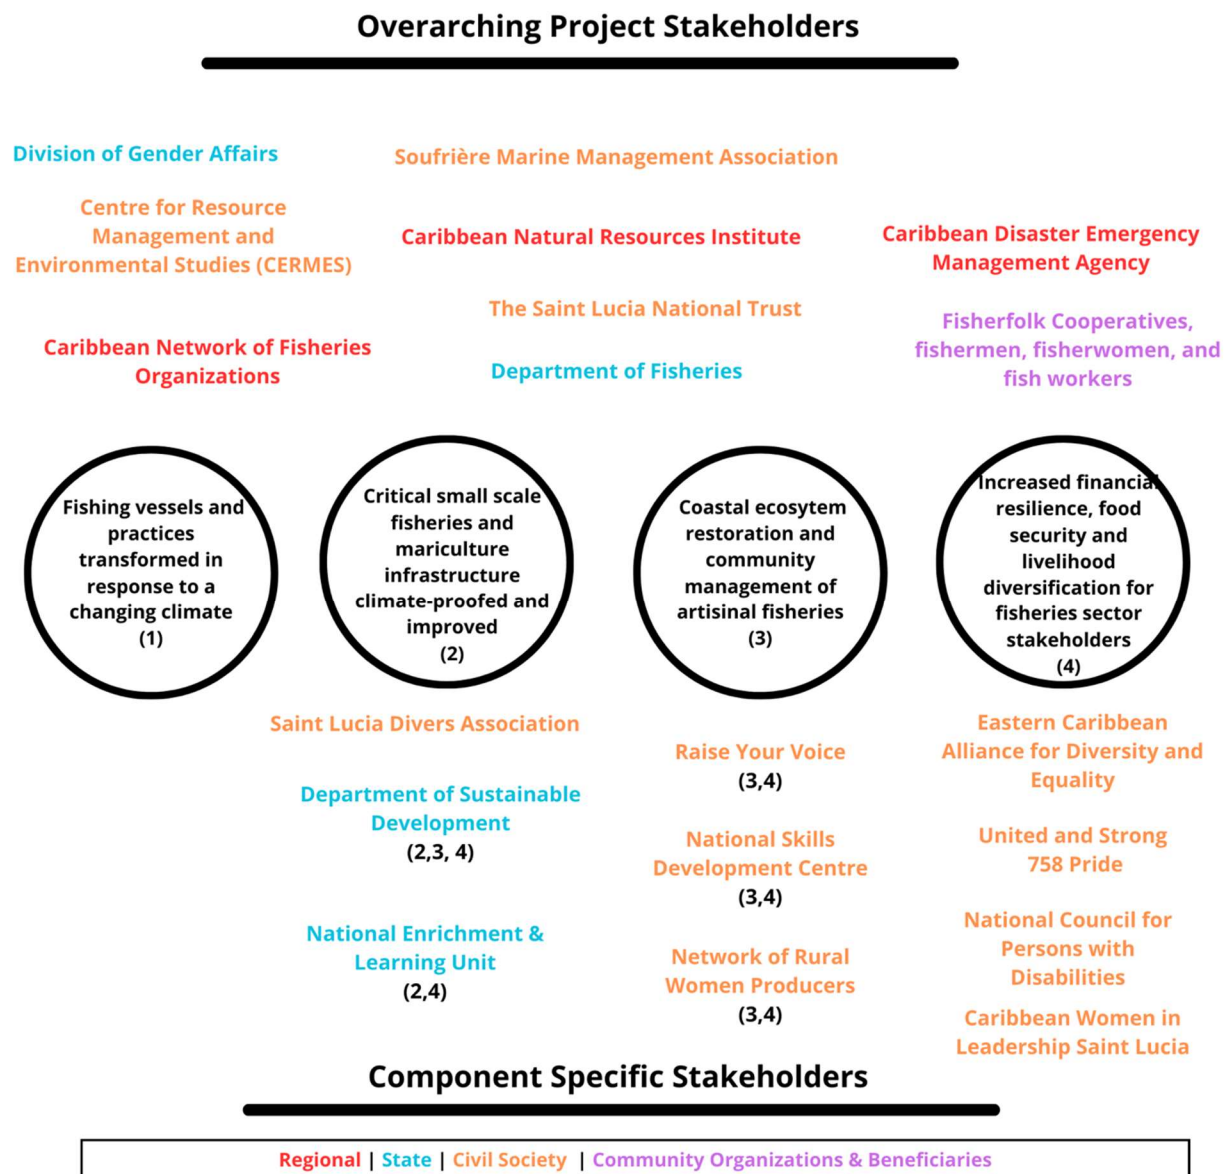 Overarching Project Stakeholders
Division of Gender Affairs
Soufrière Marine Management Association
Centre for Resource
Management and
Environmental Studies (CERMES)
Caribbean Natural Resources Institute
Caribbean Disaster Emergency
Management Agency
The Saint Lucia National Trust
Fisherfolk Cooperatives,
fishermen, fisherwomen, and
fish workers
Caribbean Network of Fisheries
Organizations
Department of Fisheries
Fishing vessels and
practices
transformed in
response to a
changing climate
(1)
Critical small scale
fisheries and
mariculture
infrastructure
climate-proofed and
improved
(2)
Coastal ecosytem
restoration and
community
management of
artisinal fisheries
(3)
Increased financial
resilience, food
security and
livelihood
diversification for
fisheries sector
stakeholders
(4)
Saint Lucia Divers Association
Department of Sustainable
Development
(2,3, 4)
National Enrichment &
Learning Unit
(2,4)
Raise Your Voice
(3,4)
National Skills
Development Centre
(3,4)
Network of Rural
Women Producers
(3,4)
Eastern Caribbean
Alliance for Diversity and
Equality
United and Strong
758 Pride
National Council for
Persons with
Disabilities
Caribbean Women in
Leadership Saint Lucia
Component Specific Stakeholders
Regional | State | Civil Society | Community Organizations & Beneficiaries